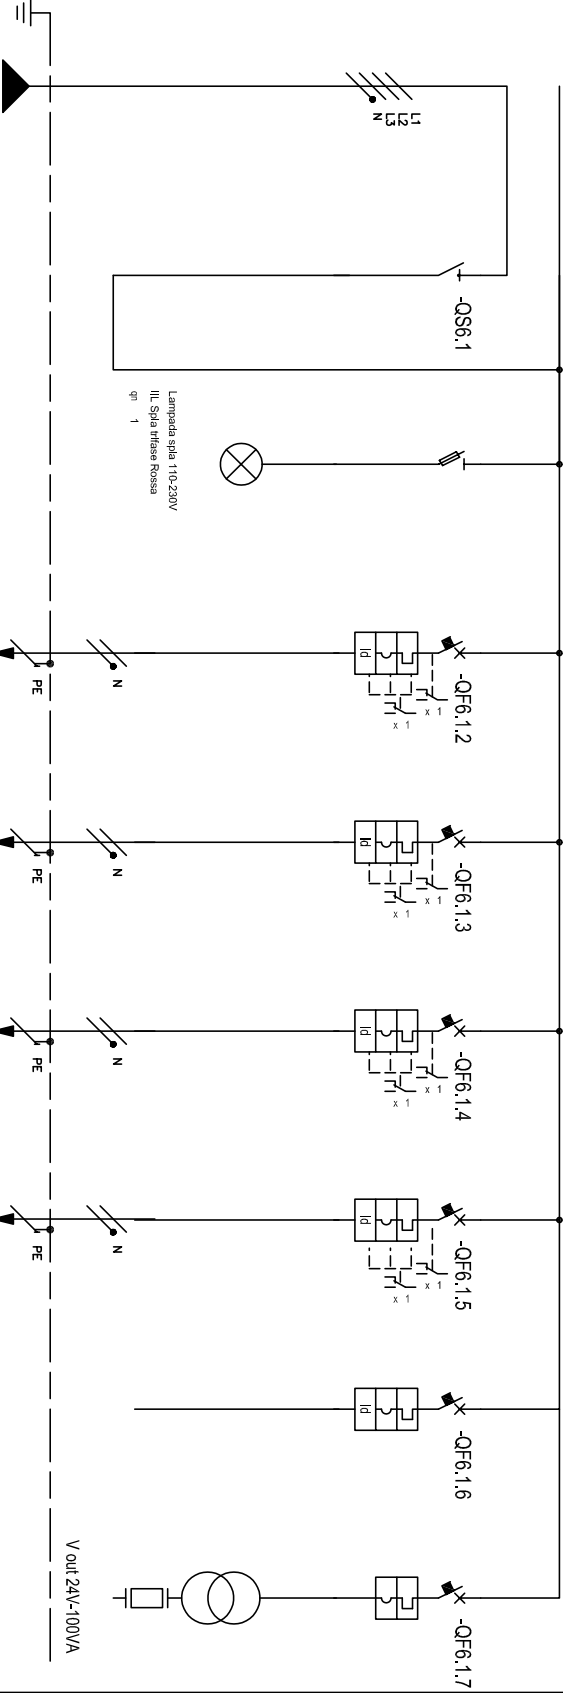 L1
L2
L3
N
-QS6.1
Lampada spia 110-230V
IIL Spia trifase Rossa
qn 1
-QF6.1.2
Id
x 1
x 1
N
PE
-QF6.1.3
Id
x 1
x 1
N
PE
-QF6.1.4
Id
x 1
x 1
N
PE
-QF6.1.5
Id
x 1
x 1
N
PE
-QF6.1.6
Id
-QF6.1.7
V out 24V-100VA